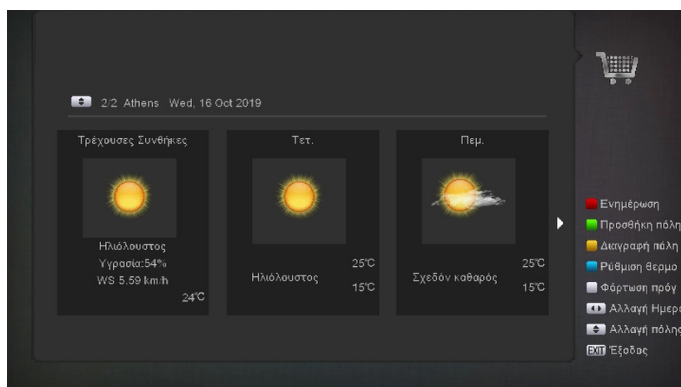 2/2 Athens Wed, 16 Oct 2019
Τρέχουσες Συνθήκες
Ηλιόλουστος
Υγρασία:54%
WS 5.59 km/h
24℃
Τετ.
Ηλιόλουστος
25℃
15℃
Πεμ.
Σχεδόν καθαρός
25℃
15℃
Ενημέρωση
Προσθήκη πόλη
Διαγραφή πόλη
Ρύθμιση θερμο
Φόρτωση πρόγ
Αλλαγή Ημερο
Αλλαγή πόλης
EXIT Έξοδος